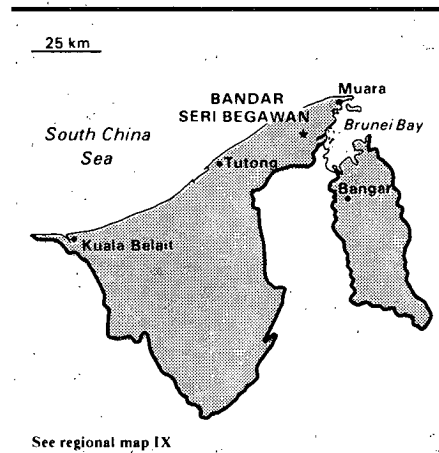 25 km
Muara
BANDAR
SERI BEGAWAN
Brunei Bay
South China
Sea
Tutong
Bangar
Kuala Belait
See regional map IX